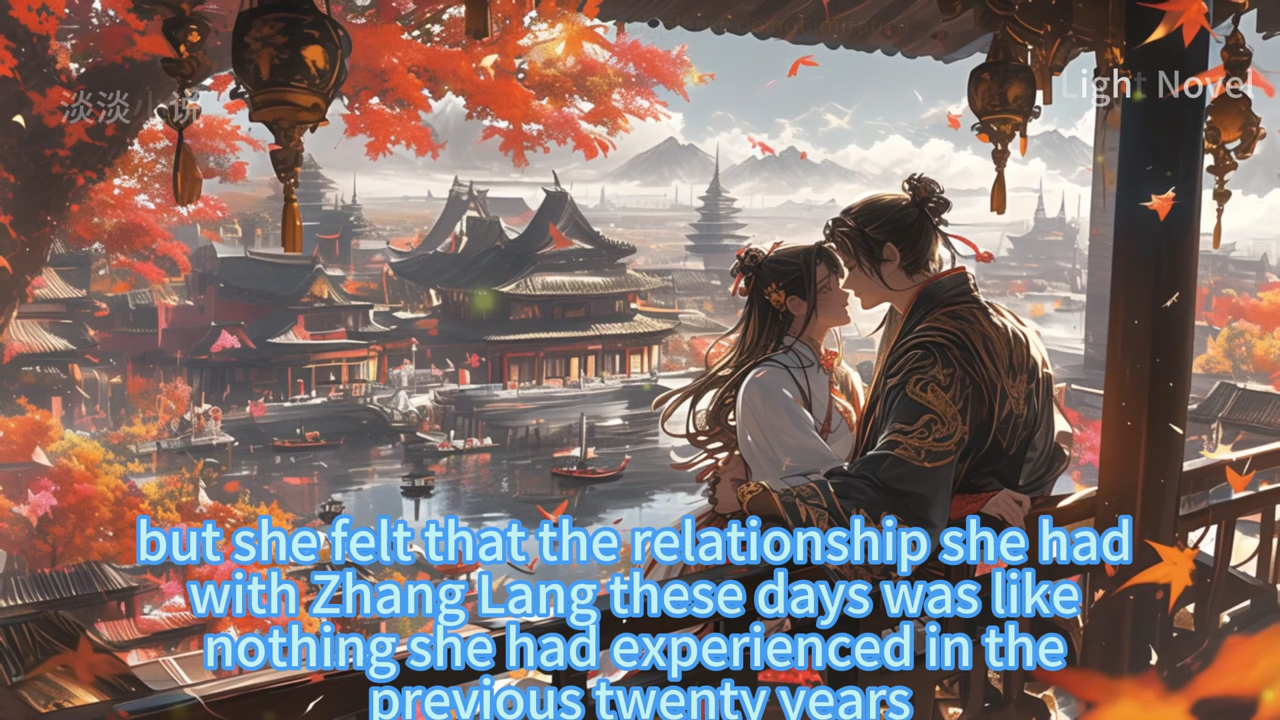 淡淡小说
Light Novel
but she felt that the relationship she had
with Zhang Lang these days was like
nothing she had experienced in the
previous twenty years